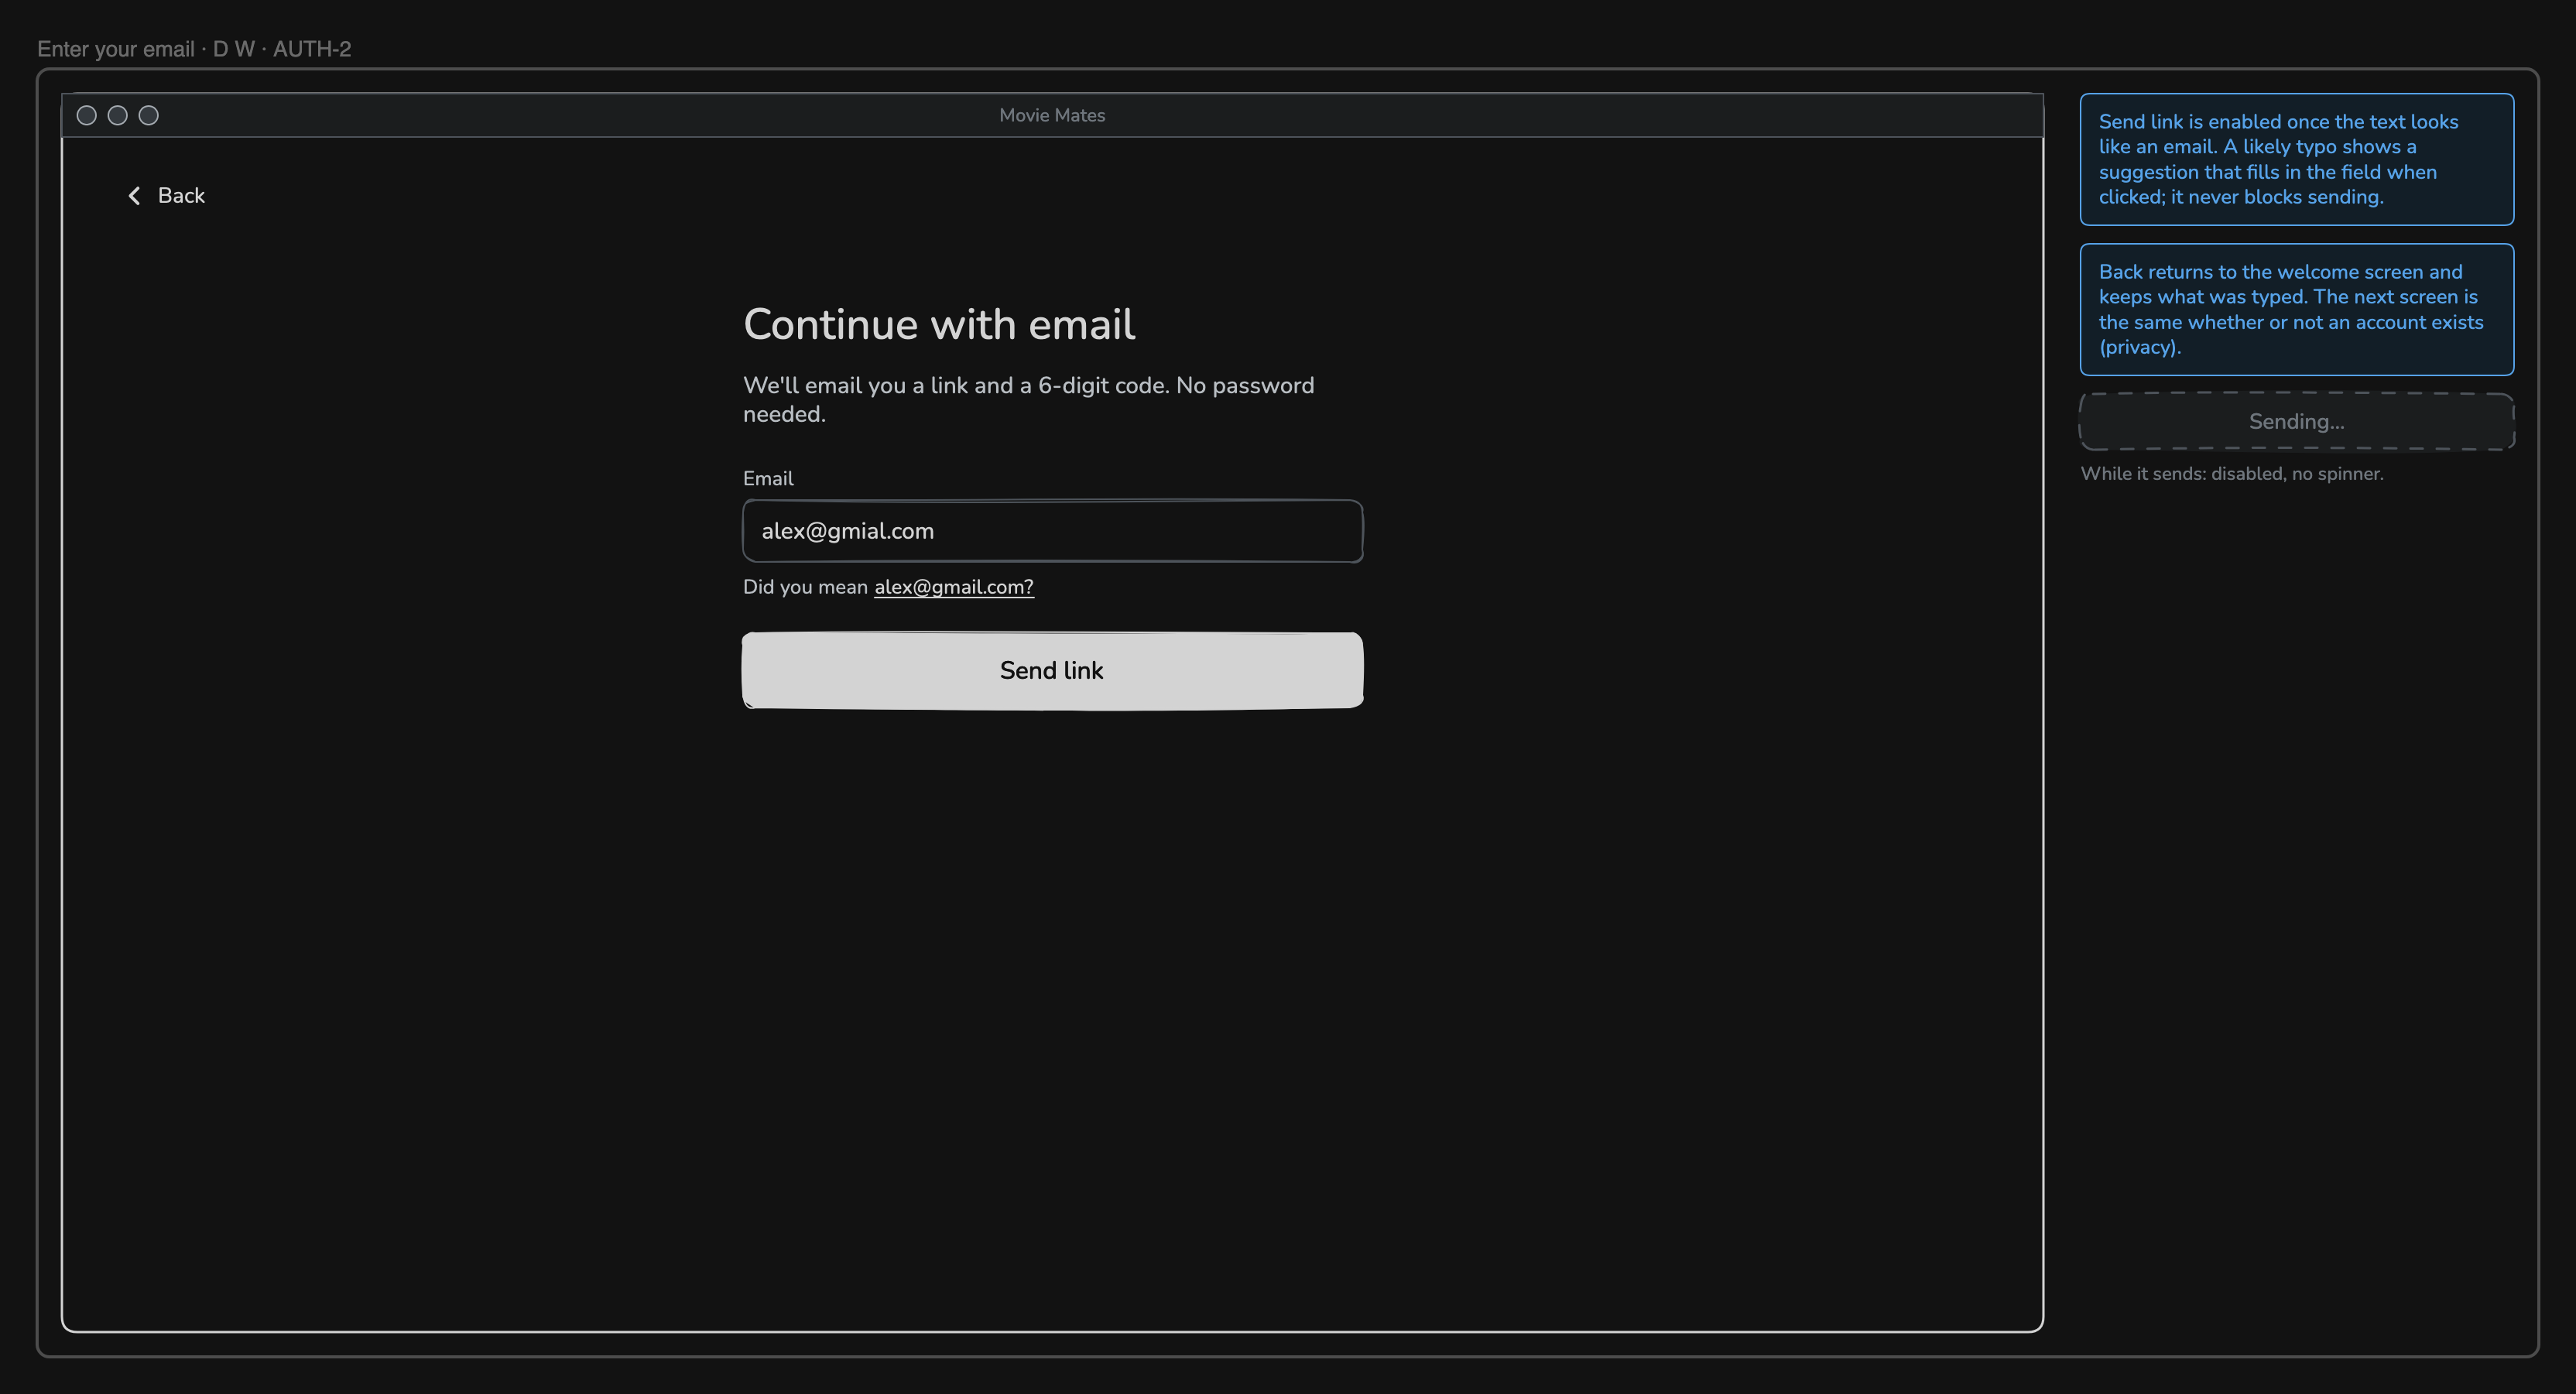 Enter your email · D W · AUTH-2
Movie Mates
Back
Continue with email
We'll email you a link and a 6-digit code. No password
needed.
Email
alex@gmial.com
Did you mean alex@gmail.com?
Send link
Send link is enabled once the text looks
like an email. A likely typo shows a
suggestion that fills in the field when
clicked; it never blocks sending.
Back returns to the welcome screen and
keeps what was typed. The next screen is
the same whether or not an account exists
(privacy).
Sending...
While it sends: disabled, no spinner.